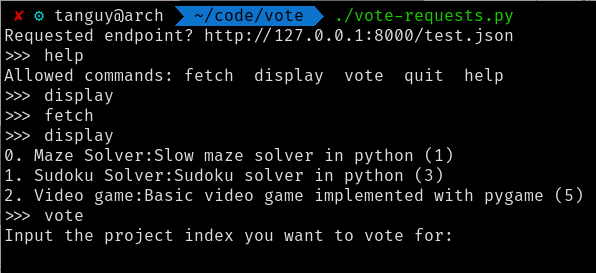 ✘ ⚙ tanguy@arch ~/code/vote ./vote-requests.py
Requested endpoint? http://127.0.0.1:8000/test.json
>>> help
Allowed commands: fetch  display  vote  quit  help
>>> display
>>> fetch
>>> display
0. Maze Solver:Slow maze solver in python (1)
1. Sudoku Solver:Sudoku solver in python (3)
2. Video game:Basic video game implemented with pygame (5)
>>> vote
Input the project index you want to vote for: